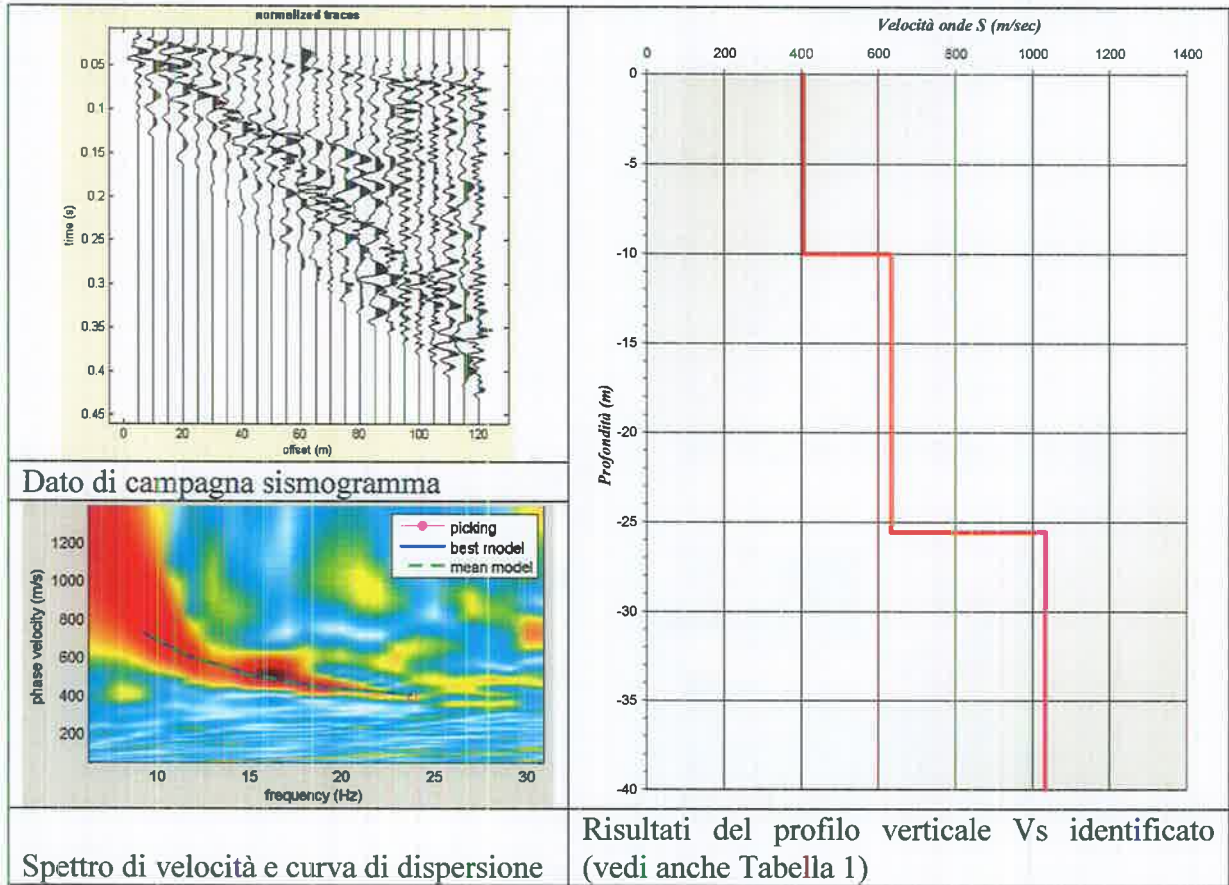 normalized traces
time (s)
0.05
0.1
0.15
0.2
0.25
0.3
0.35
0.4
0.45
0 20 40 60 80 100 120
offset (m)
Dato di campagna sismogramma
picking
best model
mean model
phase velocity (m/s)
1200
1000
800
600
400
200
10 15 20 25 30
frequency (Hz)
Spettro di velocità e curva di dispersione
Velocità onde S (m/sec)
0 200 400 600 800 1000 1200 1400
Profondità (m)
0
-5
-10
-15
-20
-25
-30
-35
-40
Risultati del profilo verticale Vs identificato
(vedi anche Tabella 1)